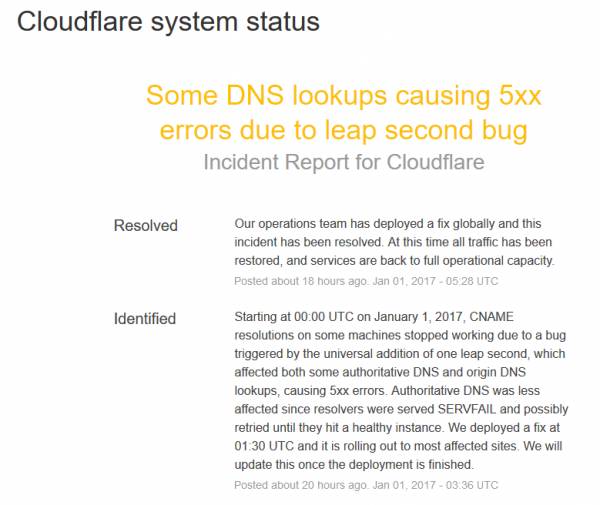 Cloudflare system status
Some DNS lookups causing 5xx
errors due to leap second bug
Incident Report for Cloudflare
Resolved
Our operations team has deployed a fix globally and this
incident has been resolved. At this time all traffic has been
restored, and services are back to full operational capacity.
Posted about 18 hours ago. Jan 01, 2017 - 05:28 UTC
Identified
Starting at 00:00 UTC on January 1, 2017, CNAME
resolutions on some machines stopped working due to a bug
triggered by the universal addition of one leap second, which
affected both some authoritative DNS and origin DNS
lookups, causing 5xx errors. Authoritative DNS was less
affected since resolvers were served SERVFAIL and possibly
retried until they hit a healthy instance. We deployed a fix at
01:30 UTC and it is rolling out to most affected sites. We will
update this once the deployment is finished.
Posted about 20 hours ago. Jan 01, 2017 - 03:36 UTC